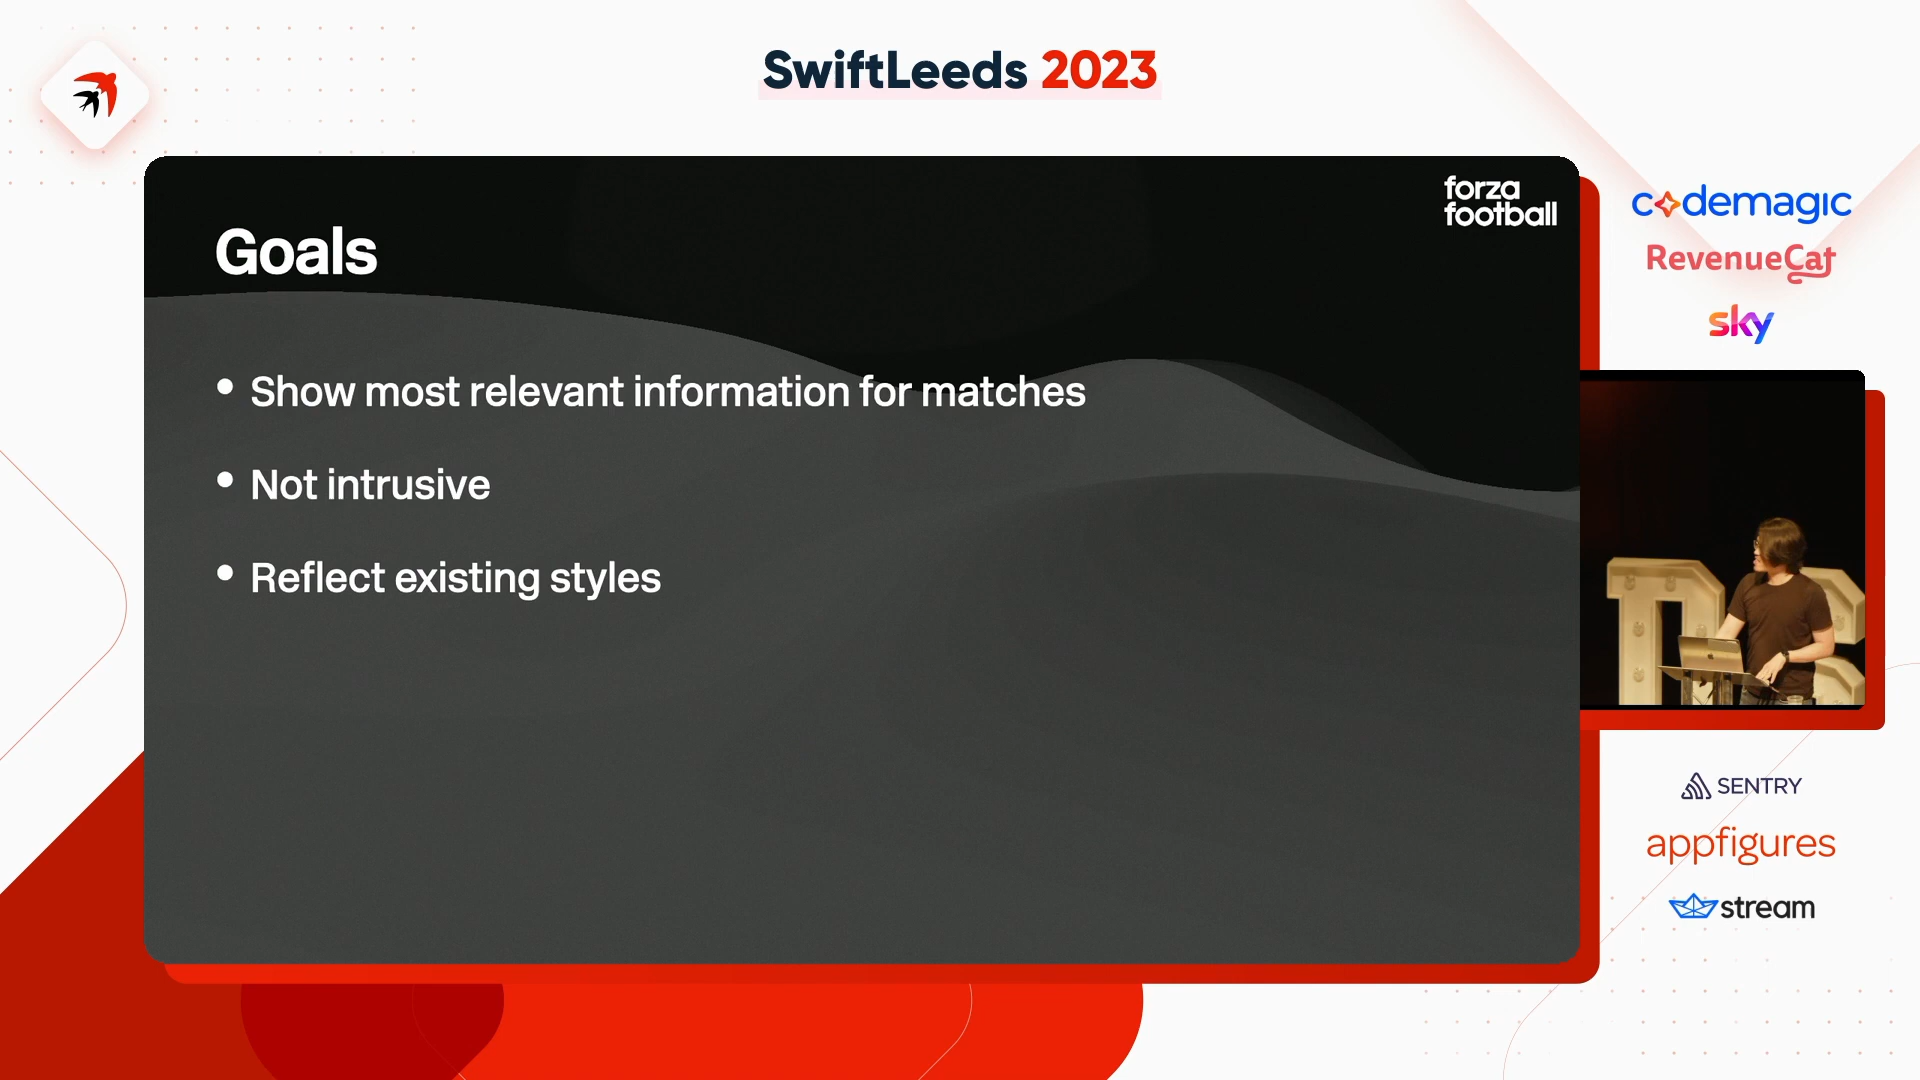 SwiftLeeds 2023
forza
football
Goals
• Show most relevant information for matches
• Not intrusive
• Reflect existing styles
codemagic
RevenueCat
sky
SENTRY
appfigures
stream